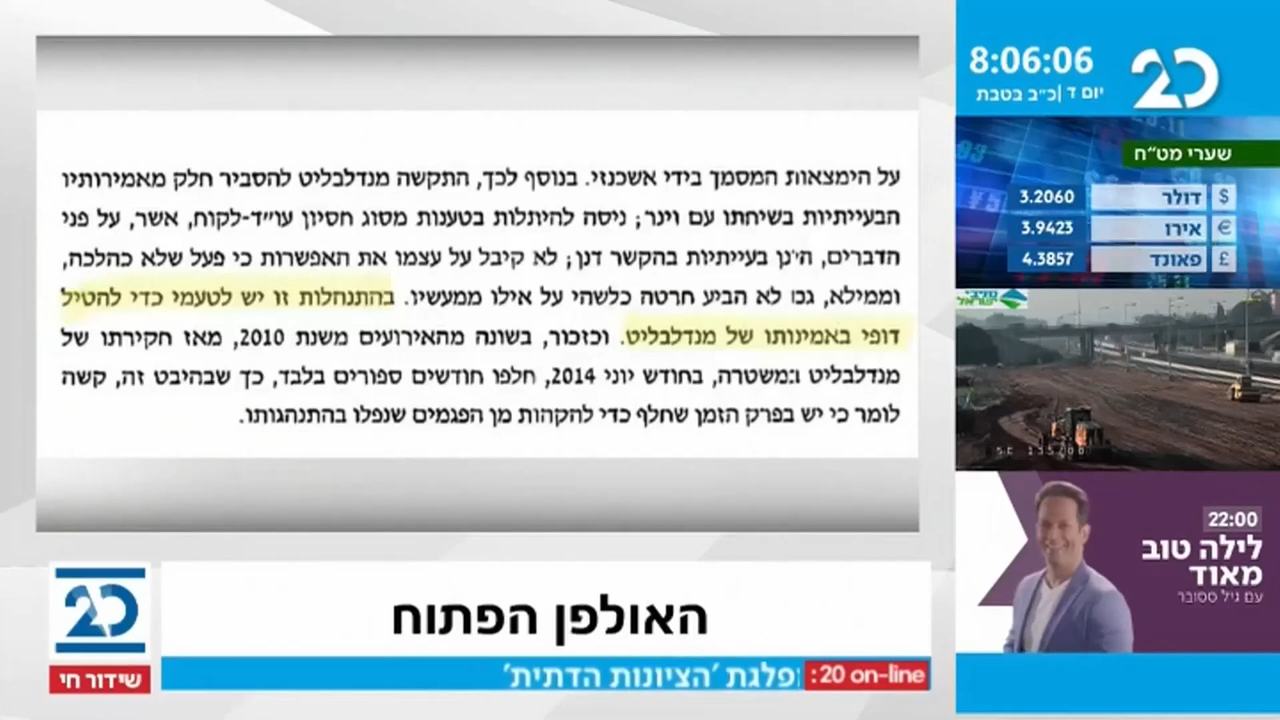 על הימצאות המסמך בידי אשכנזי. בנוסף לכך, התקשה מנדלבליט להסביר חלק מאמירותיו
הבעייתיות בשיחתו עם וינר; ניסה להיתלות בטענות מסוג חסיון עו״ד-לקוח, אשר, על פני
הדברים, הינן בעייתיות בהקשר דנן; לא קיבל על עצמו את האפשרות כי פעל שלא כהלכה,
וממילא, גם לא הביע חרטה כלשהי על אילו ממעשיו. בהתנהלות זו יש לטעמי כדי להטיל
דופי באמינותו של מנדלבליט. וכזכור, בשונה מהאירועים משנת 2010, מאז חקירתו של
מנדלבליט במשטרה, בחודש יוני 2014, חלפו חודשים ספורים בלבד, כך שבהיבט זה, קשה
לומר כי יש בפרק הזמן שחלף כדי להקהות מן הפגמים שנפלו בהתנהגותו.
20
האולפן הפתוח
שידור חי
20 on-line: פלגת 'הציונות הדתית'
8:06:06
יום ד | כ״ב בטבת
20
שערי מט״ח
$ דולר 3.2060
€ אירו 3.9423
£ פאונד 4.3857
נתיבי
ישראל
22:00
לילה טוב
מאוד
עם גיל ססובר